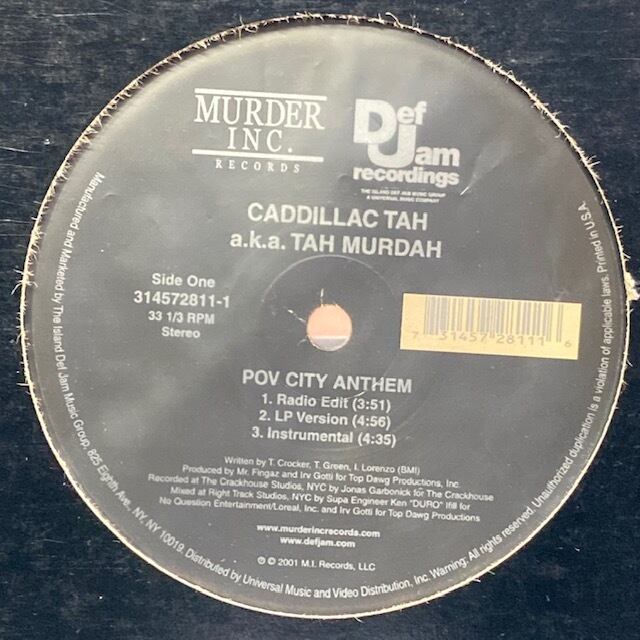 MURDER
INC.
RECORDS
Def
Jam
recordings
THE ISLAND DEF JAM MUSIC GROUP
A UNIVERSAL MUSIC COMPANY
CADDILLAC TAH
a.k.a. TAH MURDAH
Side One
314572811-1
33 1/3 RPM
Stereo
7 31457 28111 6
POV CITY ANTHEM
1. Radio Edit (3:51)
2. LP Version (4:56)
3. Instrumental (4:35)
Written by T. Crocker, T. Green, I. Lorenzo (BMI)
Produced by Mr. Fingaz and Irv Gotti for Top Dawg Productions, Inc.
Recorded at The Crackhouse Studios, NYC by Jonas Garbonick for The Crackhouse
Mixed at Right Track Studios, NYC by Supa Engineer Ken "DURO" Ifill for
No Question Entertainment/Loreal, Inc. and Irv Gotti for Top Dawg Productions
www.murderincrecords.com
www.defjam.com
℗ © 2001 M.I. Records, LLC
Manufactured and Marketed by The Island Def Jam Music Group, 825 Eighth Ave., NY, NY 10019. Distributed by Universal Music and Video Distribution, Inc. Warning: All rights reserved. Unauthorized duplication is a violation of applicable laws. Printed in U.S.A.